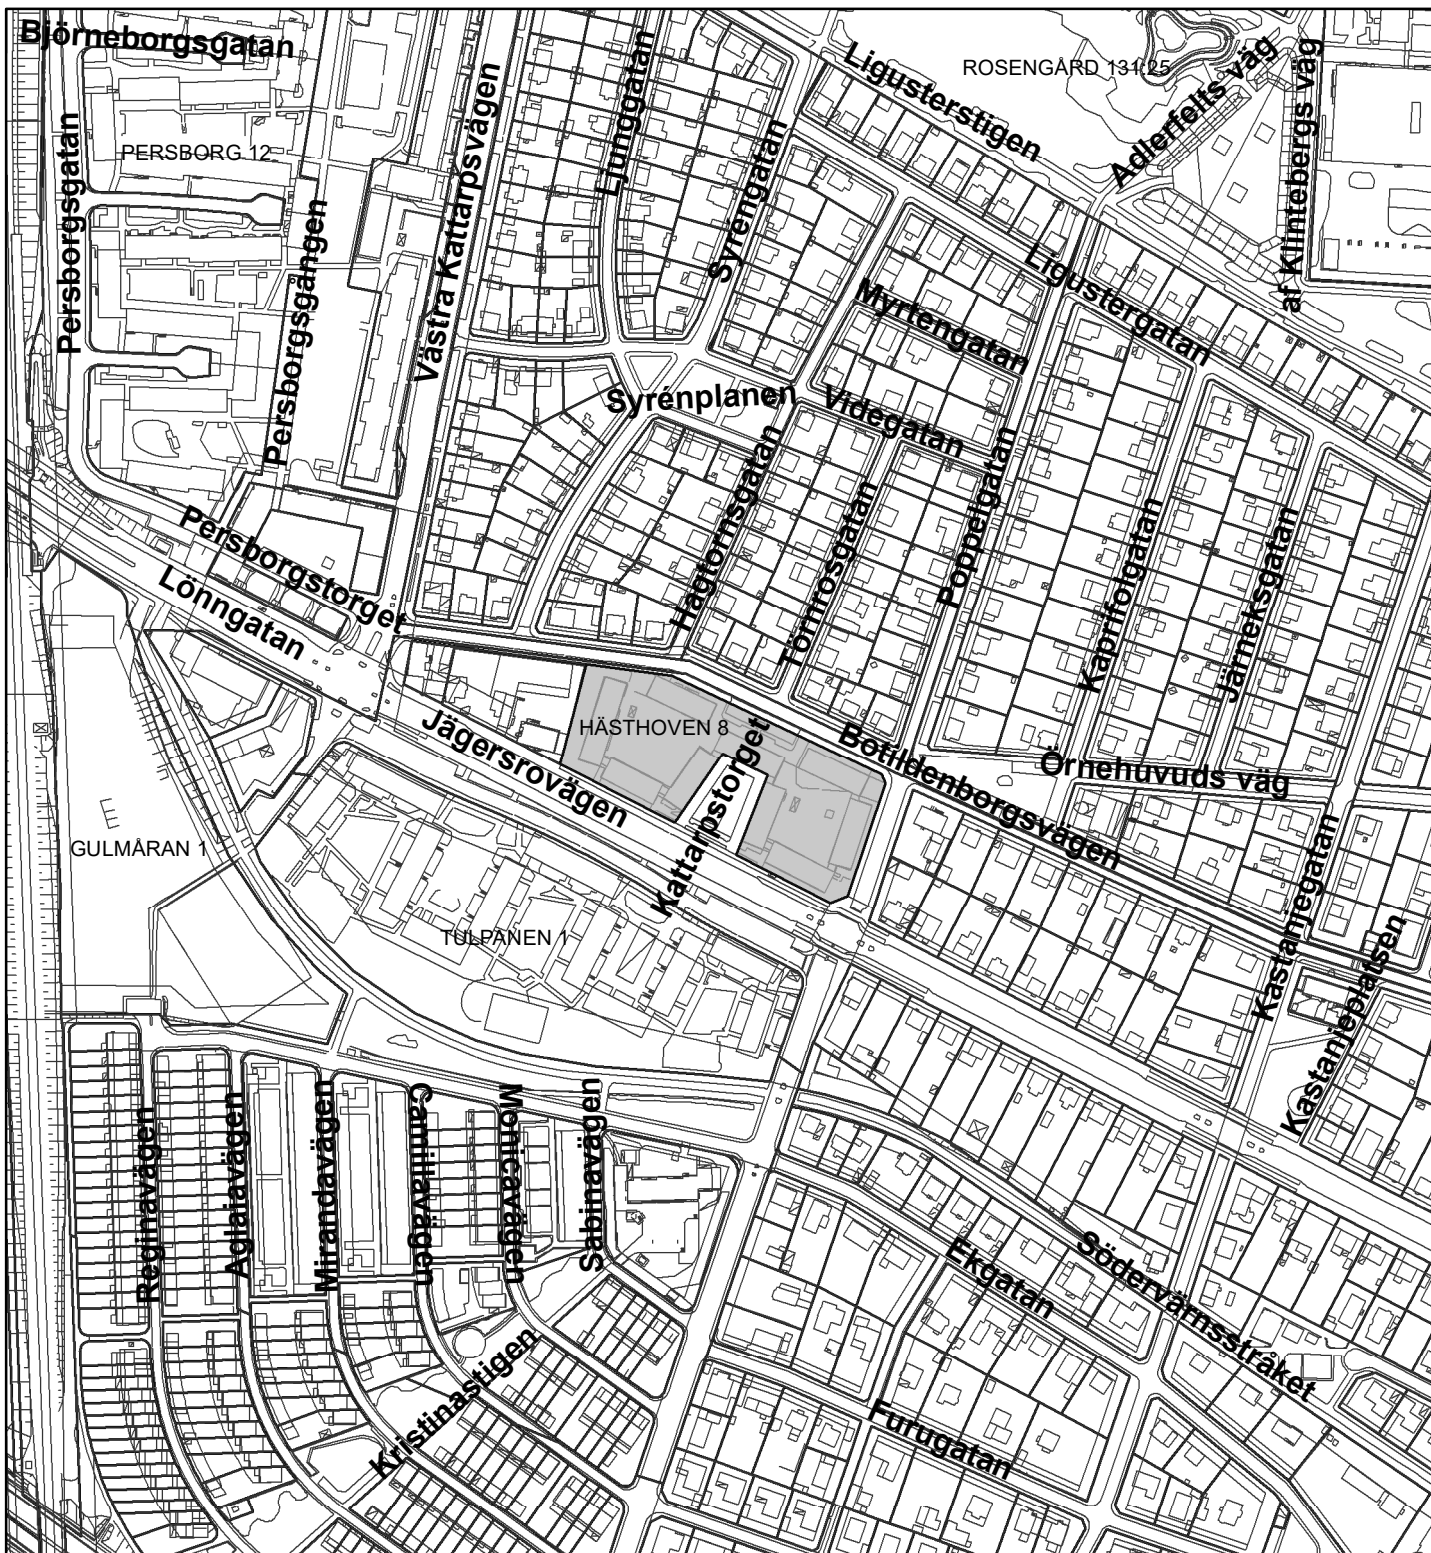 Björneborgsgatan
Ligusterstigen
ROSENGÅRD 131:25
Adlerfelts väg
af Klintebergs väg
Persborgsgatan
PERSBORG 12
Persborgsgången
Västra Kattarpsvägen
Ljunggatan
Syrengatan
Ligustergatan
Myrtengatan
Syrénplanen
Videgatan
Hagtornsgatan
Törnrosgatan
Poppelgatan
Kaprifolgatan
Järneksgatan
Persborgstorget
Lönngatan
HÄSTHOVEN 8
Jägersrovägen
Kattarpstorget
Botildenborgsvägen
Örnehuvuds väg
GULMÅRAN 1
TULPANEN 1
Kastanjegatan
Kastanjeplatsen
Reginavägen
Aglaiavägen
Mirandavägen
Camillavägen
Monicavägen
Sabinavägen
Kristinastigen
Ekgatan
Södervärnsstråket
Furugatan